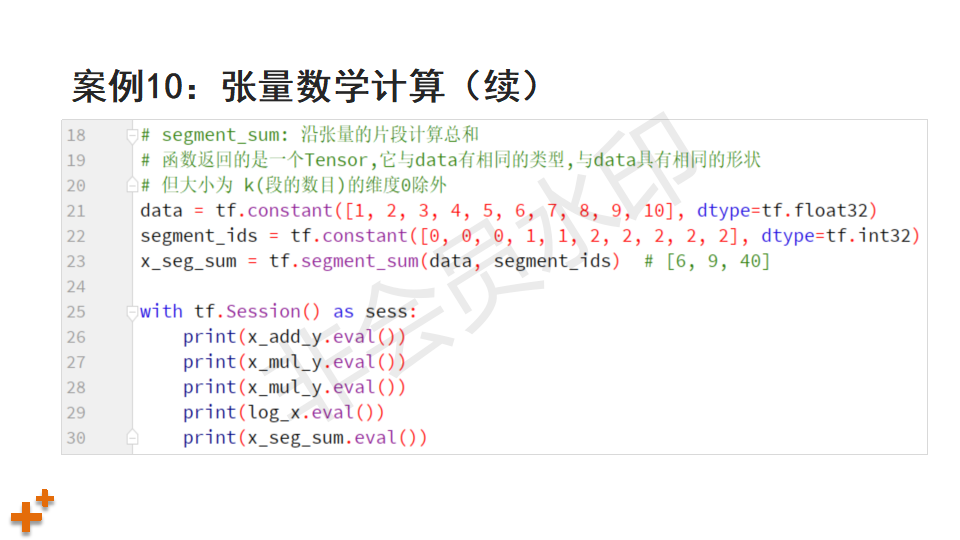 案例10：张量数学计算（续）
18 # segment_sum: 沿张量的片段计算总和
19 # 函数返回的是一个Tensor,它与data有相同的类型,与data具有相同的形状
20 # 但大小为 k(段的数目)的维度0除外
21 data = tf.constant([1, 2, 3, 4, 5, 6, 7, 8, 9, 10], dtype=tf.float32)
22 segment_ids = tf.constant([0, 0, 0, 1, 1, 2, 2, 2, 2, 2], dtype=tf.int32)
23 x_seg_sum = tf.segment_sum(data, segment_ids)  # [6, 9, 40]
24
25 with tf.Session() as sess:
26     print(x_add_y.eval())
27     print(x_mul_y.eval())
28     print(x_mul_y.eval())
29     print(log_x.eval())
30     print(x_seg_sum.eval())
非会员水印